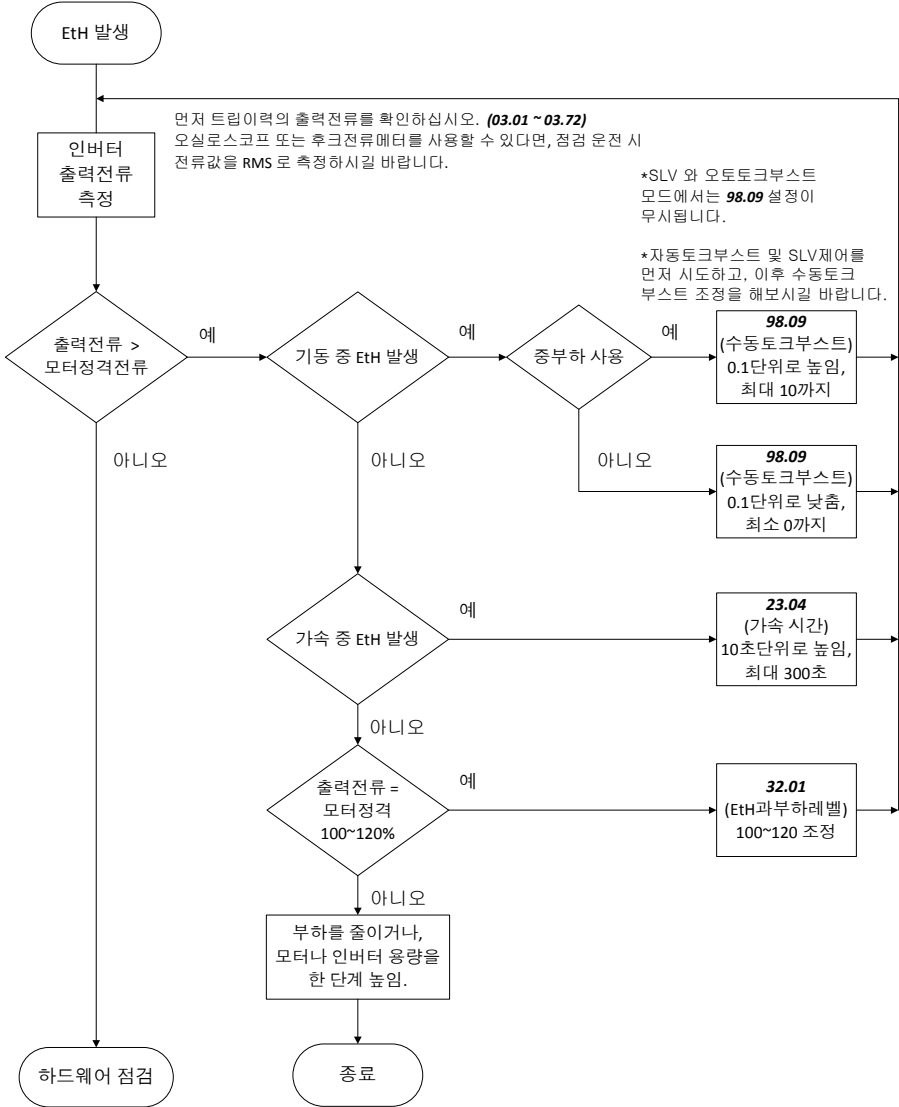 EtH 발생
먼저 트립이력의 출력전류를 확인하십시오. (03.01 ~ 03.72)
오실로스코프 또는 후크전류메터를 사용할 수 있다면, 점검 운전 시
전류값을 RMS 로 측정하시길 바랍니다.
인버터
출력전류
측정
*SLV 와 오토토크부스트
모드에서는 98.09 설정이
무시됩니다.
*자동토크부스트 및 SLV제어를
먼저 시도하고, 이후 수동토크
부스트 조정을 해보시길 바랍니다.
출력전류 >
모터정격전류
예
기동 중 EtH 발생
예
중부하 사용
예
98.09
(수동토크부스트)
0.1단위로 높임,
최대 10까지
아니오
아니오
아니오
98.09
(수동토크부스트)
0.1단위로 낮춤,
최소 0까지
가속 중 EtH 발생
예
23.04
(가속 시간)
10초단위로 높임,
최대 300초
아니오
출력전류 =
모터정격
100~120%
예
32.01
(EtH과부하레벨)
100~120 조정
아니오
부하를 줄이거나,
모터나 인버터 용량을
한 단계 높임.
하드웨어 점검
종료